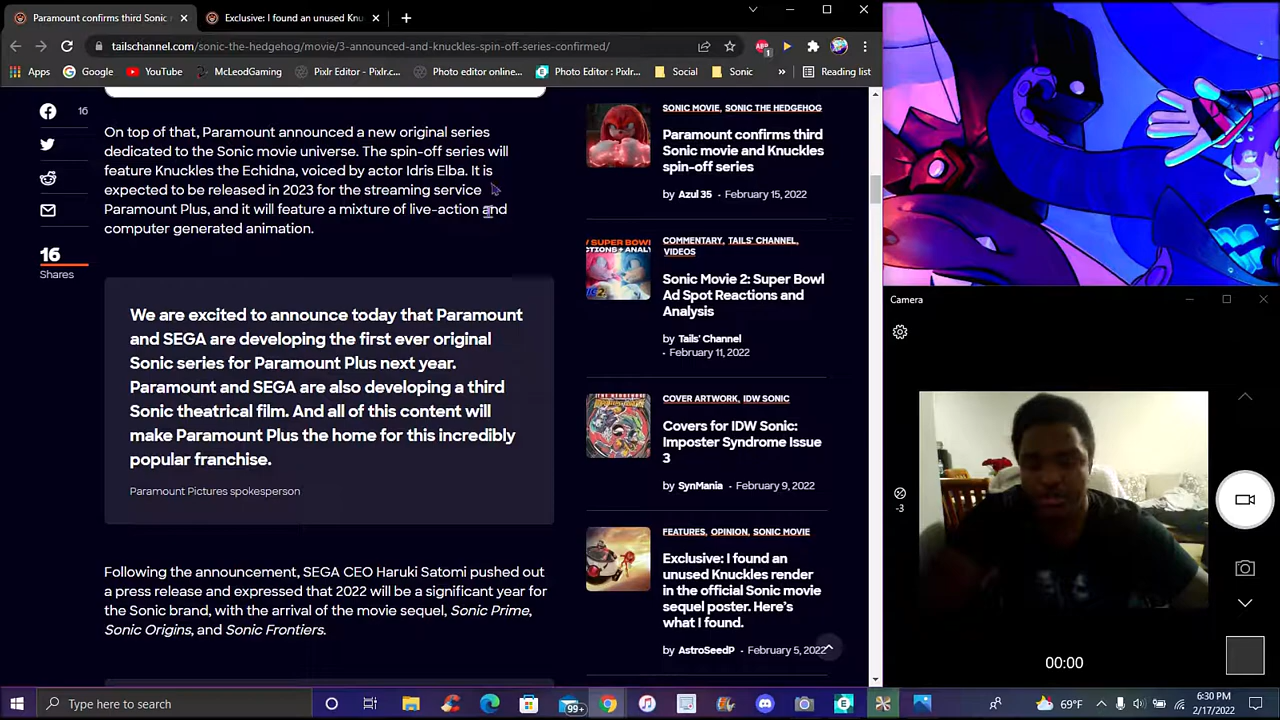 Paramount confirms third Sonic
Exclusive: I found an unused Knu
tailschannel.com/sonic-the-hedgehog/movie/3-announced-and-knuckles-spin-off-series-confirmed/
Apps
Google
YouTube
McLeodGaming
Pixlr Editor - Pixlr.c...
Photo editor online...
Photo Editor : Pixlr...
Social
Sonic
»
Reading list
16
16
Shares
On top of that, Paramount announced a new original series
dedicated to the Sonic movie universe. The spin-off series will
feature Knuckles the Echidna, voiced by actor Idris Elba. It is
expected to be released in 2023 for the streaming service
Paramount Plus, and it will feature a mixture of live-action and
computer generated animation.
We are excited to announce today that Paramount
and SEGA are developing the first ever original
Sonic series for Paramount Plus next year.
Paramount and SEGA are also developing a third
Sonic theatrical film. And all of this content will
make Paramount Plus the home for this incredibly
popular franchise.
Paramount Pictures spokesperson
Following the announcement, SEGA CEO Haruki Satomi pushed out
a press release and expressed that 2022 will be a significant year for
the Sonic brand, with the arrival of the movie sequel, Sonic Prime,
Sonic Origins, and Sonic Frontiers.
SONIC MOVIE, SONIC THE HEDGEHOG
Paramount confirms third
Sonic movie and Knuckles
spin-off series
by Azul 35 - February 15, 2022
COMMENTARY, TAILS' CHANNEL,
VIDEOS
Sonic Movie 2: Super Bowl
Ad Spot Reactions and
Analysis
by Tails' Channel
- February 11, 2022
COVER ARTWORK, IDW SONIC
Covers for IDW Sonic:
Imposter Syndrome Issue
3
by SynMania - February 9, 2022
FEATURES, OPINION, SONIC MOVIE
Exclusive: I found an
unused Knuckles render
in the official Sonic movie
sequel poster. Here's
what I found.
by AstroSeedP - February 5, 2022
Camera
-3
00:00
Type here to search
99+
69°F
6:30 PM
2/17/2022